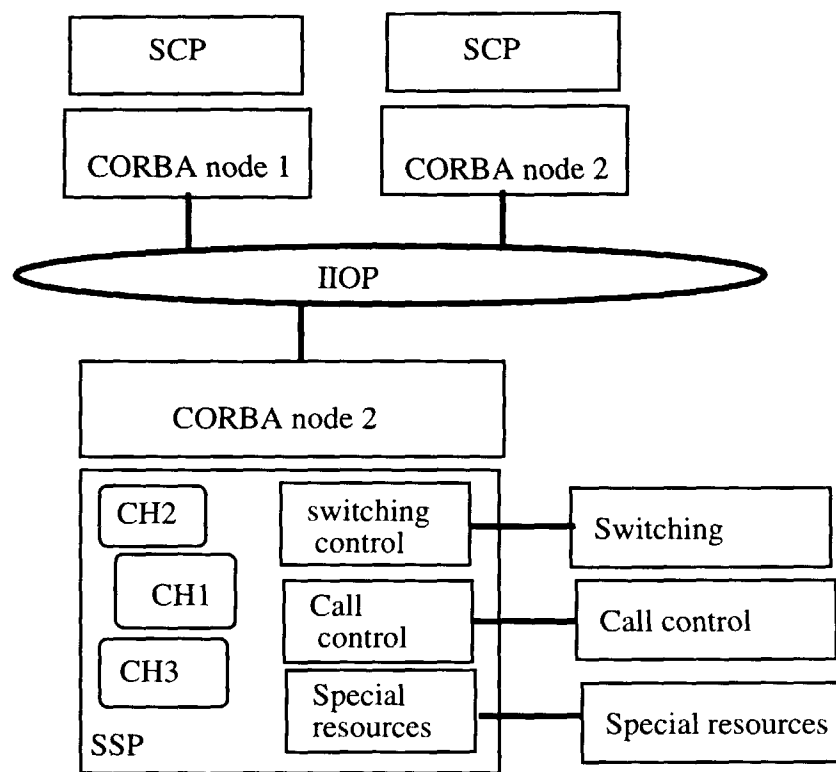 SCP
SCP
CORBA node 1
CORBA node 2
IIOP
CORBA node 2
CH2
CH1
CH3
SSP
switching
control
Call
control
Special
resources
Switching
Call control
Special resources